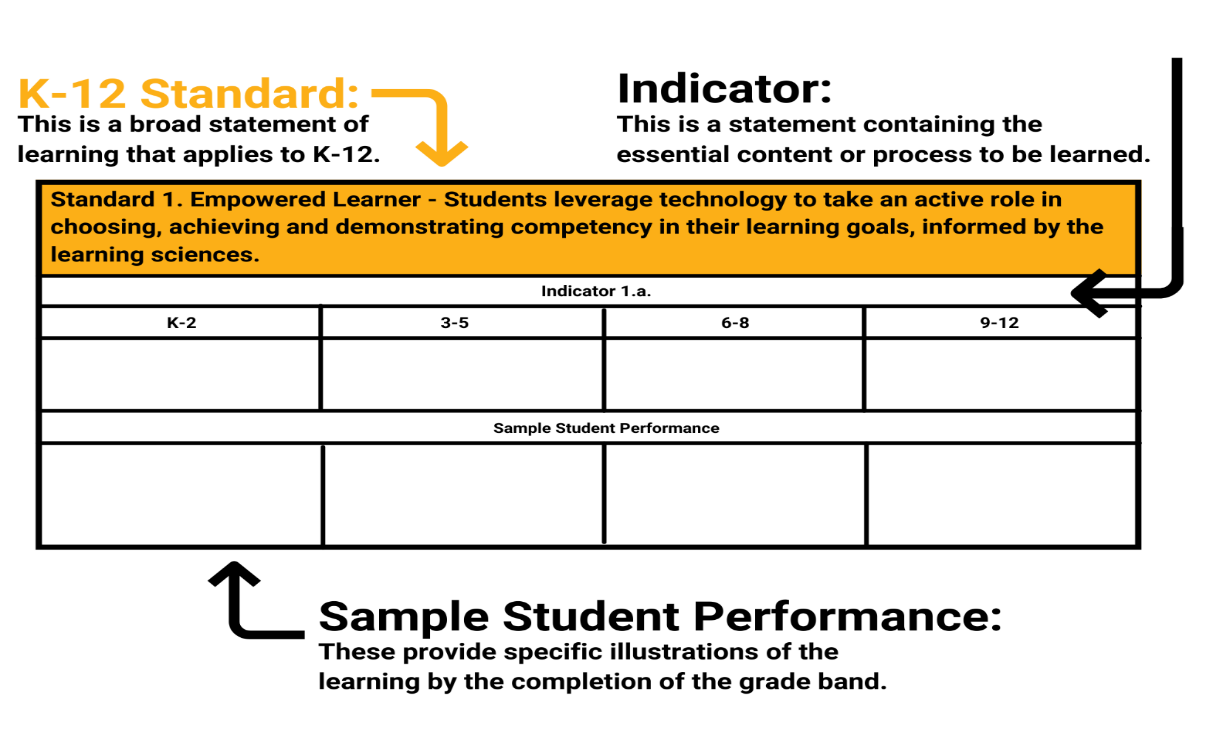 K-12 Standard:
This is a broad statement of
learning that applies to K-12.
Indicator:
This is a statement containing the
essential content or process to be learned.
Standard 1. Empowered Learner - Students leverage technology to take an active role in
choosing, achieving and demonstrating competency in their learning goals, informed by the
learning sciences.
Indicator 1.a.
K-2
3-5
6-8
9-12
Sample Student Performance
Sample Student Performance:
These provide specific illustrations of the
learning by the completion of the grade band.